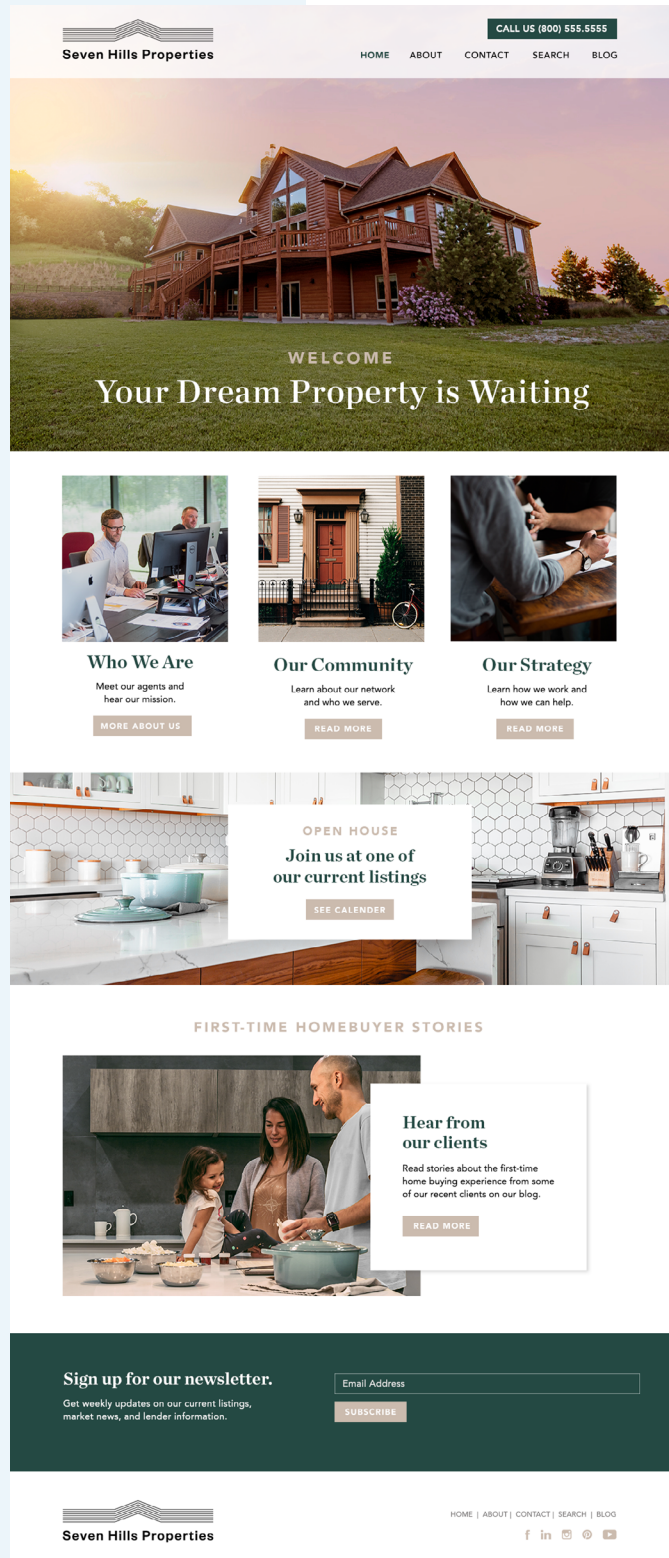 Seven Hills Properties
CALL US (800) 555.5555
HOME ABOUT CONTACT SEARCH BLOG
WELCOME
Your Dream Property is Waiting
Who We Are
Meet our agents and
hear our mission.
MORE ABOUT US
Our Community
Learn about our network
and who we serve.
READ MORE
Our Strategy
Learn how we work and
how we can help.
READ MORE
OPEN HOUSE
Join us at one of
our current listings
SEE CALENDER
FIRST-TIME HOMEBUYER STORIES
Hear from
our clients
Read stories about the first-time
home buying experience from some
of our recent clients on our blog.
READ MORE
Sign up for our newsletter.
Get weekly updates on our current listings,
market news, and lender information.
Email Address
SUBSCRIBE
Seven Hills Properties
HOME | ABOUT | CONTACT | SEARCH | BLOG